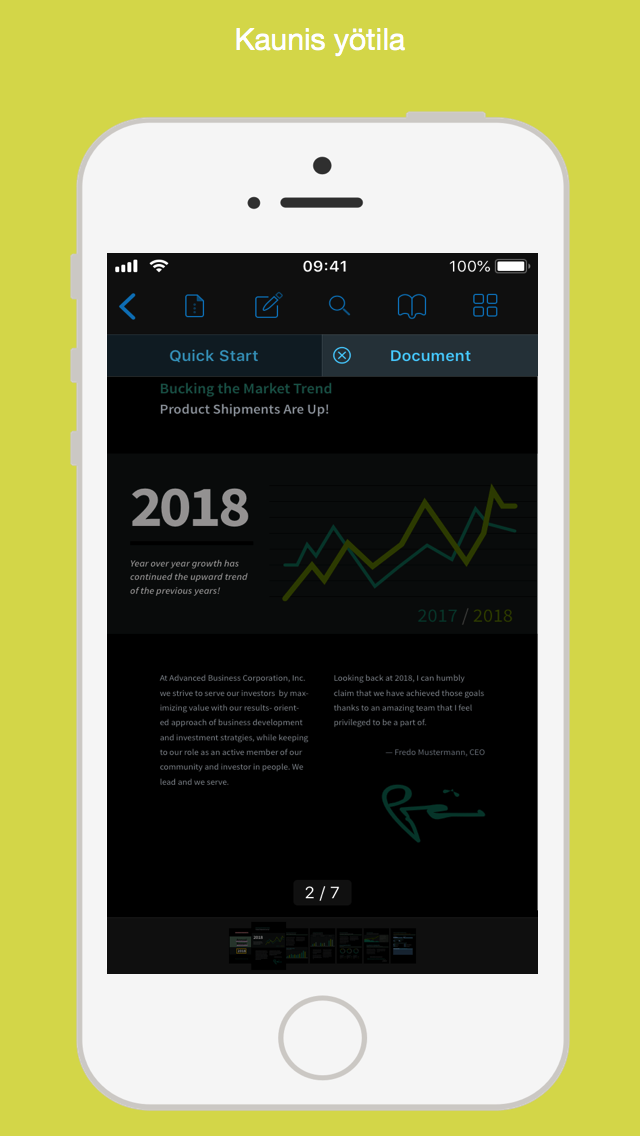 Kaunis yötila
09:41
100%
Quick Start
Document
Bucking the Market Trend
Product Shipments Are Up!
2018
Year over year growth has
continued the upward trend
of the previous years!
2017 / 2018
At Advanced Business Corporation, Inc.
we strive to serve our investors by max-
imizing value with our results- orient-
ed approach of business development
and investment stratgies, while keeping
to our role as an active member of our
community and investor in people. We
lead and we serve.
Looking back at 2018, I can humbly
claim that we have achieved those goals
thanks to an amazing team that I feel
privileged to be a part of.
— Fredo Mustermann, CEO
2 / 7
2018